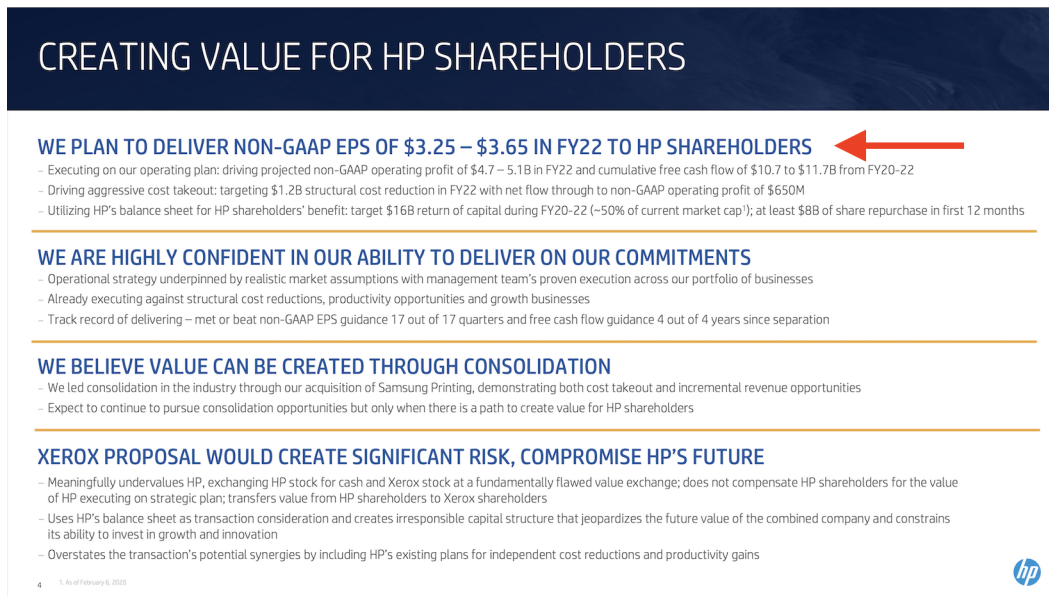 CREATING VALUE FOR HP SHAREHOLDERS
WE PLAN TO DELIVER NON-GAAP EPS OF $3.25 – $3.65 IN FY22 TO HP SHAREHOLDERS
– Executing on our operating plan: driving projected non-GAAP operating profit of $4.7 – 5.1B in FY22 and cumulative free cash flow of $10.7 to $11.7B from FY20-22
– Driving aggressive cost takeout: targeting $1.2B structural cost reduction in FY22 with net flow through to non-GAAP operating profit of $650M
– Utilizing HP's balance sheet for HP shareholders' benefit: target $16B return of capital during FY20-22 (~50% of current market cap¹); at least $8B of share repurchase in first 12 months
WE ARE HIGHLY CONFIDENT IN OUR ABILITY TO DELIVER ON OUR COMMITMENTS
– Operational strategy underpinned by realistic market assumptions with management team's proven execution across our portfolio of businesses
– Already executing against structural cost reductions, productivity opportunities and growth businesses
– Track record of delivering – met or beat non-GAAP EPS guidance 17 out of 17 quarters and free cash flow guidance 4 out of 4 years since separation
WE BELIEVE VALUE CAN BE CREATED THROUGH CONSOLIDATION
– We led consolidation in the industry through our acquisition of Samsung Printing, demonstrating both cost takeout and incremental revenue opportunities
– Expect to continue to pursue consolidation opportunities but only when there is a path to create value for HP shareholders
XEROX PROPOSAL WOULD CREATE SIGNIFICANT RISK, COMPROMISE HP'S FUTURE
– Meaningfully undervalues HP, exchanging HP stock for cash and Xerox stock at a fundamentally flawed value exchange; does not compensate HP shareholders for the value
of HP executing on strategic plan; transfers value from HP shareholders to Xerox shareholders
– Uses HP's balance sheet as transaction consideration and creates irresponsible capital structure that jeopardizes the future value of the combined company and constrains
its ability to invest in growth and innovation
– Overstates the transaction's potential synergies by including HP's existing plans for independent cost reductions and productivity gains
4 1. As of February 6, 2020
hp